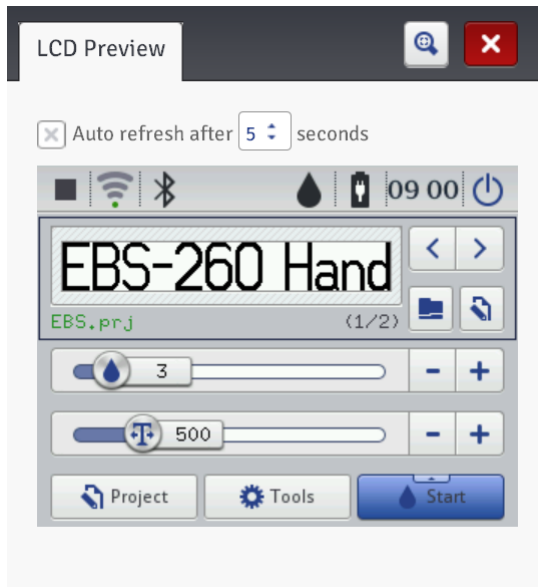 LCD Preview
Auto refresh after 5 seconds
09 00
EBS-260 Hand
EBS.prj (1/2)
3 - +
500 - +
Project Tools Start